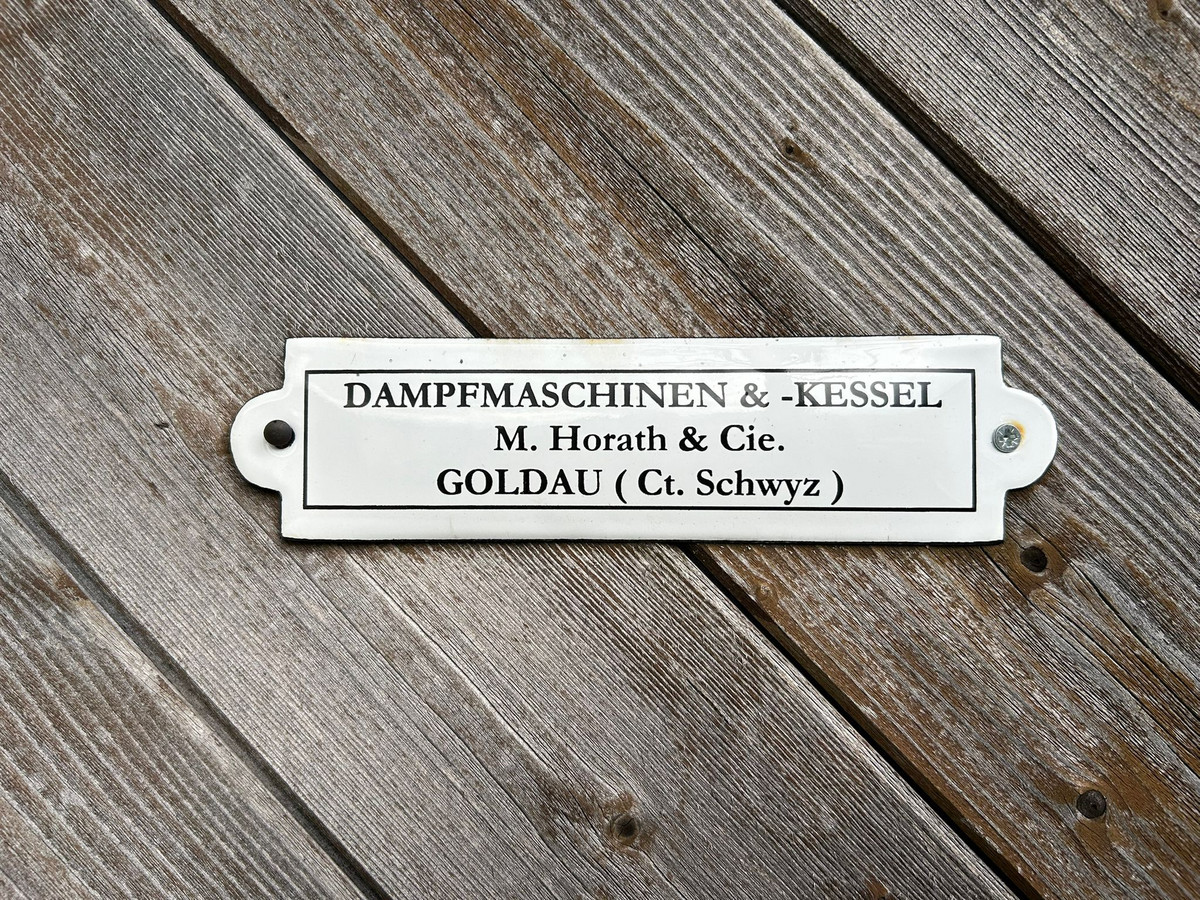 DAMPFMASCHINEN & -KESSEL
M. Horath & Cie.
GOLDAU ( Ct. Schwyz )